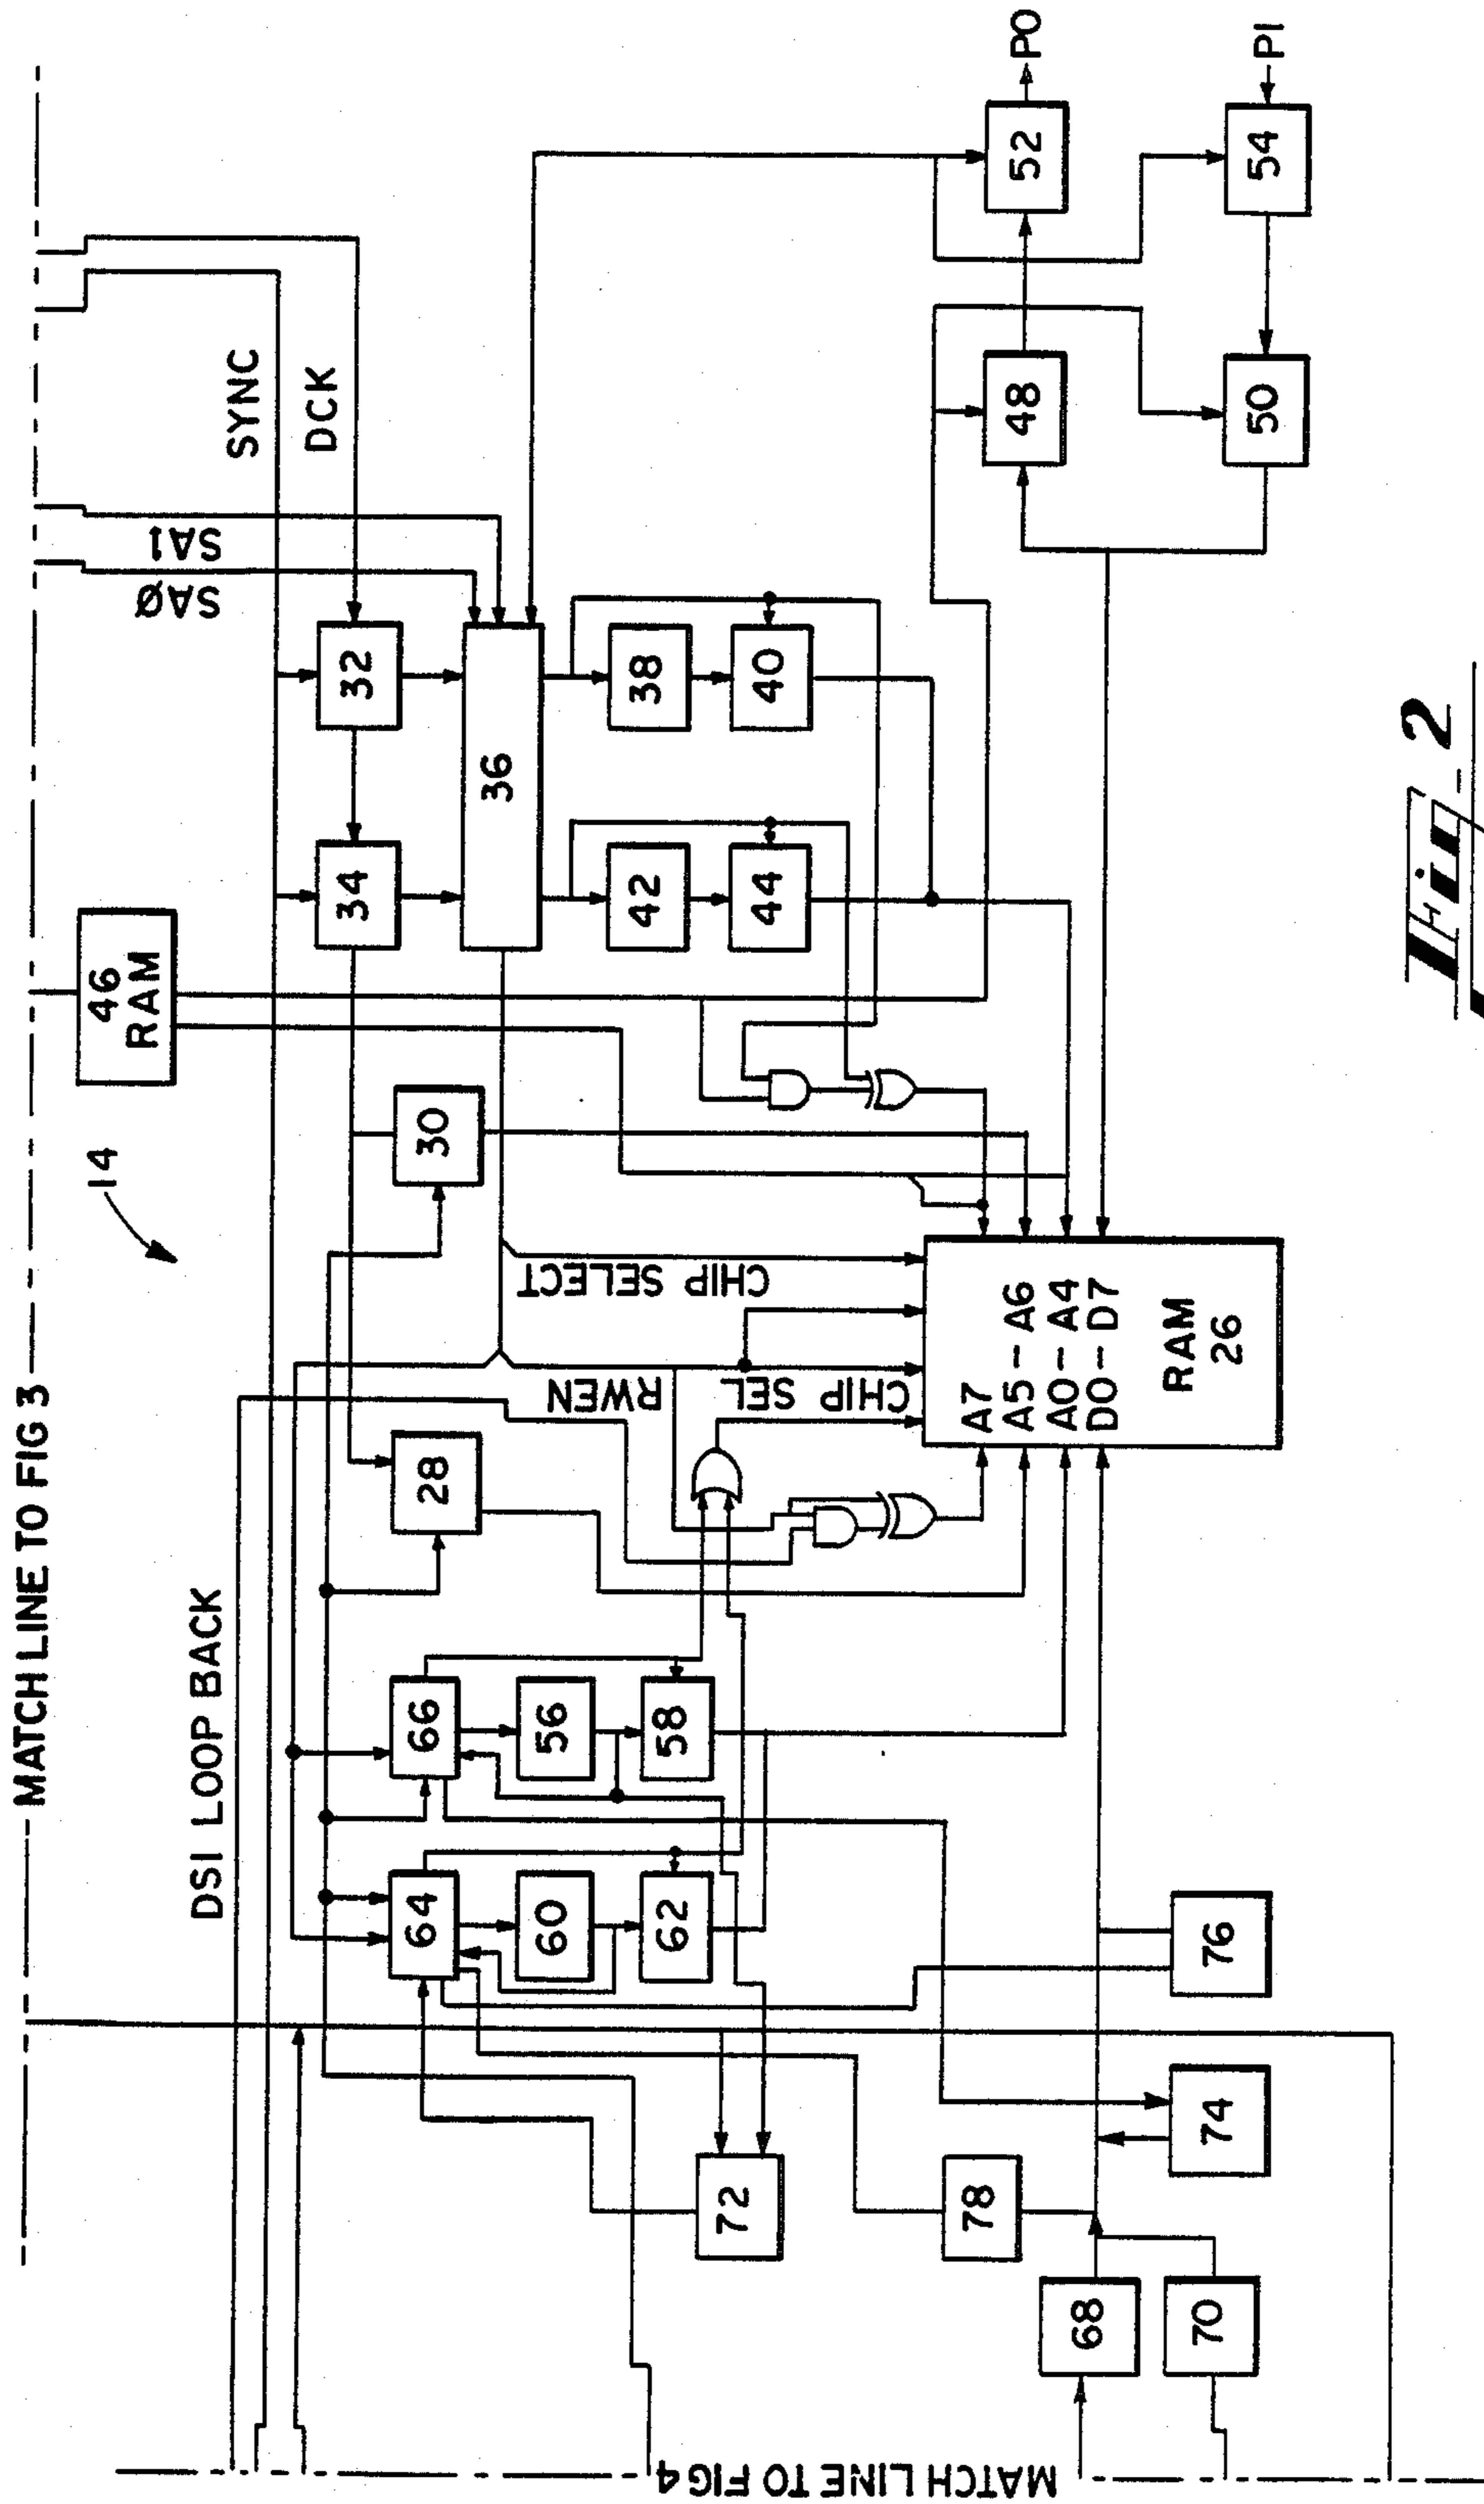 MATCH LINE TO FIG 3
14
46
RAM
SYNC
DCK
SA1
SAØ
DSI LOOP BACK
32
34
30
28
36
66
64
38
42
56
60
40
44
58
62
RWEN
CHIP SELECT
CHIP SEL
72
A7
A5-A6
A0-A4
D0-D7
RAM
26
48
52
PO
50
54
PI
78
76
74
68
70
MATCH LINE TO FIG 4
Fig_2